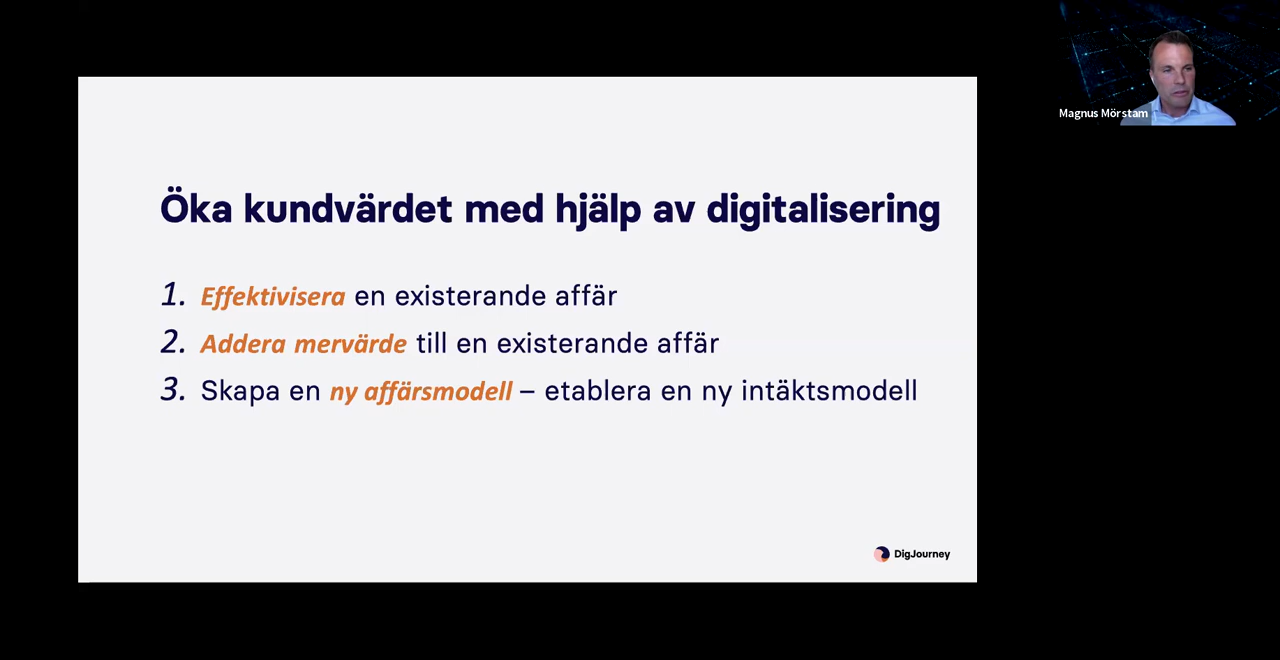 Magnus Mörstam
Öka kundvärdet med hjälp av digitalisering
1. Effektivisera en existerande affär
2. Addera mervärde till en existerande affär
3. Skapa en ny affärsmodell – etablera en ny intäktsmodell
DigJourney